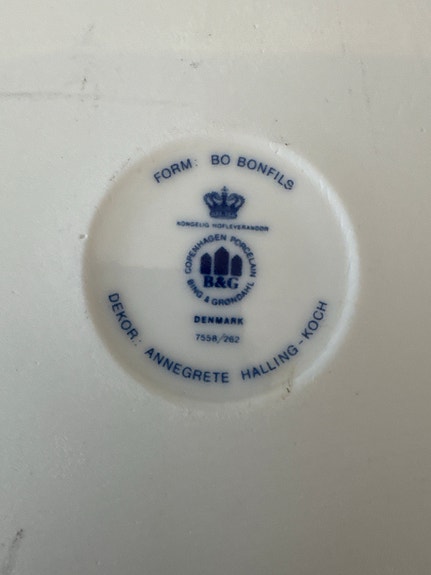 FORM: BO BONFILS
KONGELIG HOFLEVERANDØR
COPENHAGEN PORCELAIN
B&G
BING & GRØNDAHL
DENMARK
7558/262
DEKOR: ANNEGRETE HALLING-KOCH